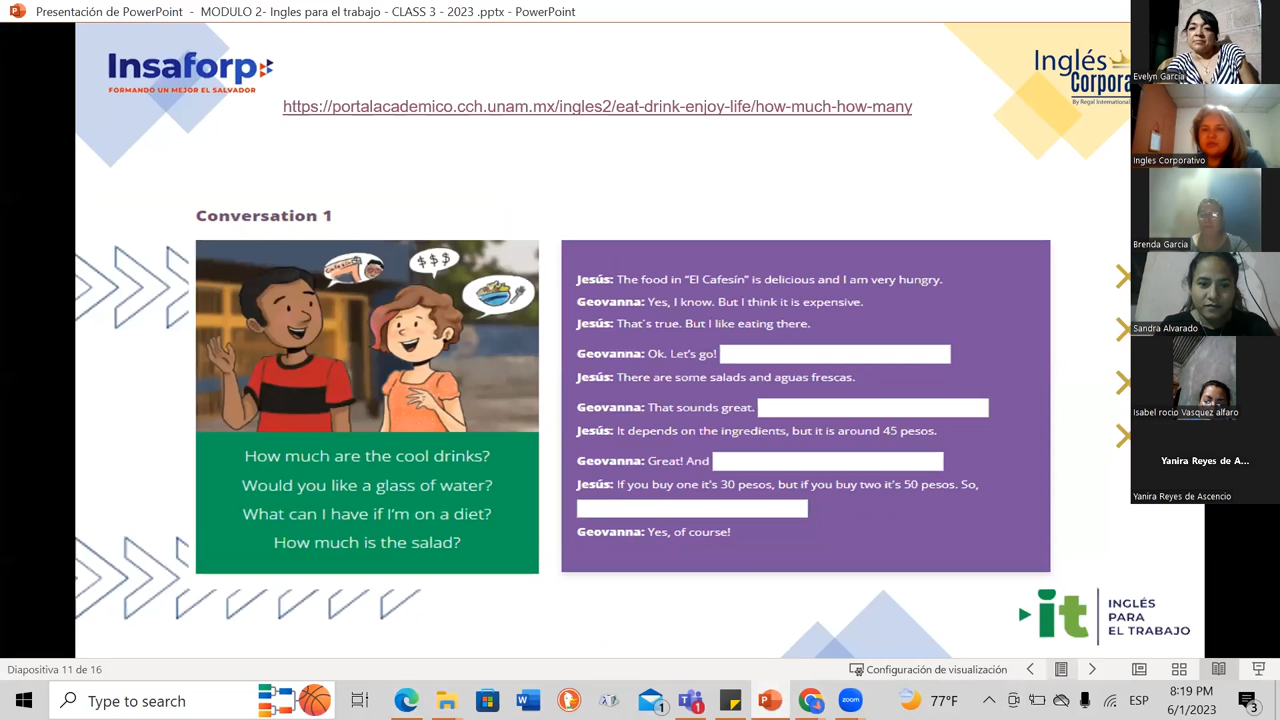 Presentación de PowerPoint - MODULO 2- Ingles para el trabajo - CLASS 3 - 2023 .pptx - PowerPoint
Insaforp
FORMANDO UN MEJOR EL SALVADOR
https://portalacademico.cch.unam.mx/ingles2/eat-drink-enjoy-life/how-much-how-many
Inglés
Corpora
By Regal International
Conversation 1
$$$
Jesús: The food in “El Cafesín” is delicious and I am very hungry.
Geovanna: Yes, I know. But I think it is expensive.
Jesús: That's true. But I like eating there.
Geovanna: Ok. Let’s go!
Jesús: There are some salads and aguas frescas.
Geovanna: That sounds great.
Jesús: It depends on the ingredients, but it is around 45 pesos.
Geovanna: Great! And
Jesús: If you buy one it’s 30 pesos, but if you buy two it’s 50 pesos. So,
Geovanna: Yes, of course!
How much are the cool drinks?
Would you like a glass of water?
What can I have if I’m on a diet?
How much is the salad?
it
INGLÉS
PARA
EL TRABAJO
Evelyn García
Ingles Corporativo
Brenda Garcia
Sandra Alvarado
Isabel rocio Vasquez alfaro
Yanira Reyes de A...
Yanira Reyes de Ascencio
Diapositiva 11 de 16
Configuración de visualización
Type to search
1
1
77°F
ESP
8:19 PM
6/1/2023
3